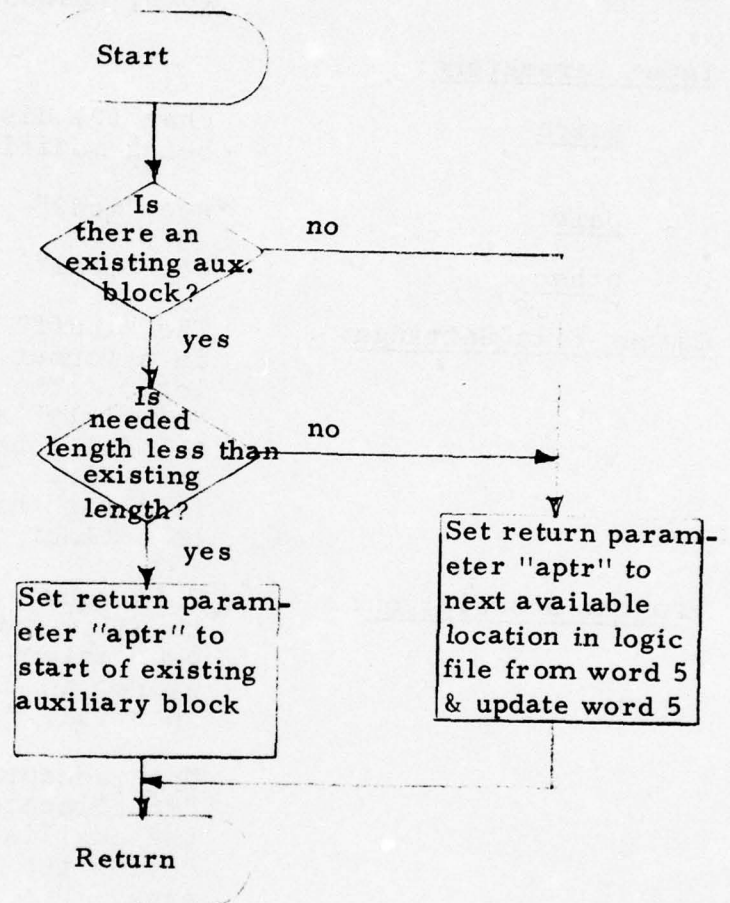 Start
Is
there an
existing aux.
block?
no
yes
Is
needed
length less than
existing
length?
no
yes
Set return param-
eter "aptr" to
start of existing
auxiliary block
Set return param-
eter "aptr" to
next available
location in logic
file from word 5
& update word 5
Return